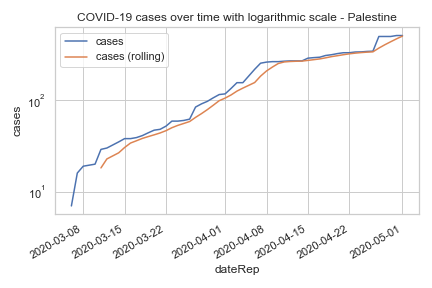 COVID-19 cases over time with logarithmic scale - Palestine
cases
cases (rolling)
cases
10²
10¹
2020-03-08
2020-03-15
2020-03-22
2020-04-01
2020-04-08
2020-04-15
2020-04-22
2020-05-01
dateRep